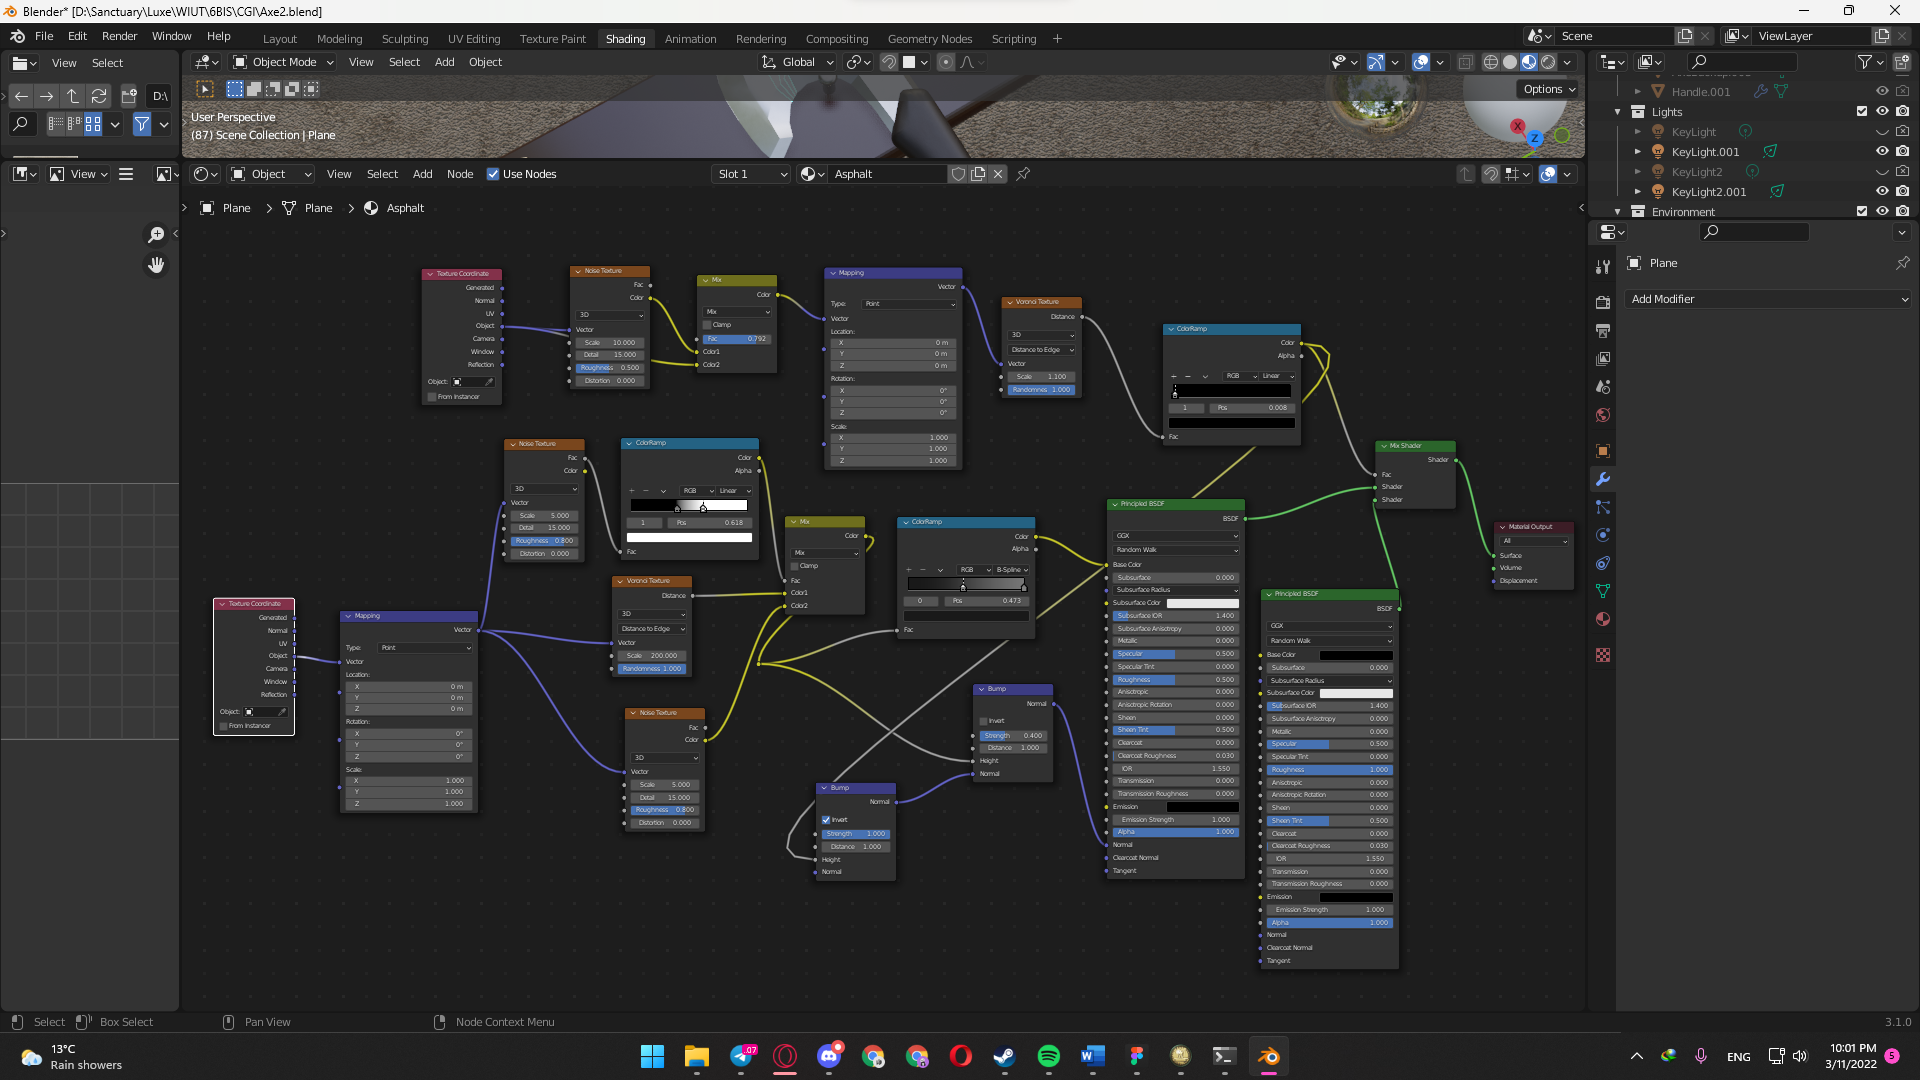 Blender* [D:\Sanctuary\Luxe\WIUT\6BIS\CGI\Axe2.blend]
File Edit Render Window Help
Layout Modeling Sculpting UV Editing Texture Paint Shading Animation Rendering Compositing Geometry Nodes Scripting +
Scene
ViewLayer
View Select
Object Mode View Select Add Object
Global
Options
D:\
User Perspective
(87) Scene Collection | Plane
Handle.001
Lights
KeyLight
KeyLight.001
KeyLight2
KeyLight2.001
Environment
View
Object View Select Add Node Use Nodes
Slot 1
Asphalt
Plane > Plane > Asphalt
Plane
Add Modifier
Texture Coordinate
Generated
Normal
UV
Object
Camera
Window
Reflection
Object:
From Instancer
Noise Texture
Fac
Color
3D
Vector
Scale 10.000
Detail 15.000
Roughness 0.500
Distortion 0.000
Mix
Color
Mix
Clamp
Fac 0.792
Color1
Color2
Mapping
Vector
Type: Point
Vector
Location:
X 0 m
Y 0 m
Z 0 m
Rotation:
X 0°
Y 0°
Z 0°
Scale:
X 1.000
Y 1.000
Z 1.000
Voronoi Texture
Distance
3D
Distance to Edge
Vector
Scale 1.100
Randomnes 1.000
ColorRamp
Color
Alpha
+ − RGB Linear
1 Pos 0.008
Fac
Mix Shader
Shader
Fac
Shader
Shader
Material Output
All
Surface
Volume
Displacement
Noise Texture
Fac
Color
3D
Vector
Scale 5.000
Detail 15.000
Roughness 0.800
Distortion 0.000
ColorRamp
Color
Alpha
+ − RGB Linear
1 Pos 0.618
Fac
Mix
Color
Mix
Clamp
Fac
Color1
Color2
ColorRamp
Color
Alpha
+ − RGB B-Spline
0 Pos 0.473
Fac
Voronoi Texture
Distance
3D
Distance to Edge
Vector
Scale 200.000
Randomness 1.000
Texture Coordinate
Generated
Normal
UV
Object
Camera
Window
Reflection
Object:
From Instancer
Mapping
Vector
Type: Point
Vector
Location:
X 0 m
Y 0 m
Z 0 m
Rotation:
X 0°
Y 0°
Z 0°
Scale:
X 1.000
Y 1.000
Z 1.000
Noise Texture
Fac
Color
3D
Vector
Scale 5.000
Detail 15.000
Roughness 0.800
Distortion 0.000
Bump
Normal
Invert
Strength 0.400
Distance 1.000
Height
Normal
Bump
Normal
Invert
Strength 1.000
Distance 1.000
Height
Normal
Principled BSDF
BSDF
GGX
Random Walk
Base Color
Subsurface 0.000
Subsurface Radius
Subsurface Color
Subsurface IOR 1.400
Subsurface Anisotropy 0.000
Metallic 0.000
Specular 0.500
Specular Tint 0.000
Roughness 0.500
Anisotropic 0.000
Anisotropic Rotation 0.000
Sheen 0.000
Sheen Tint 0.500
Clearcoat 0.000
Clearcoat Roughness 0.030
IOR 1.550
Transmission 0.000
Transmission Roughness 0.000
Emission
Emission Strength 1.000
Alpha 1.000
Normal
Clearcoat Normal
Tangent
Principled BSDF
BSDF
GGX
Random Walk
Base Color
Subsurface 0.000
Subsurface Radius
Subsurface Color
Subsurface IOR 1.400
Subsurface Anisotropy 0.000
Metallic 0.000
Specular 0.500
Specular Tint 0.000
Roughness 1.000
Anisotropic 0.000
Anisotropic Rotation 0.000
Sheen 0.000
Sheen Tint 0.500
Clearcoat 0.000
Clearcoat Roughness 0.030
IOR 1.550
Transmission 0.000
Transmission Roughness 0.000
Emission
Emission Strength 1.000
Alpha 1.000
Normal
Clearcoat Normal
Tangent
Select Box Select Pan View Node Context Menu
3.1.0
13°C
Rain showers
.07
ENG
10:01 PM
3/11/2022
5